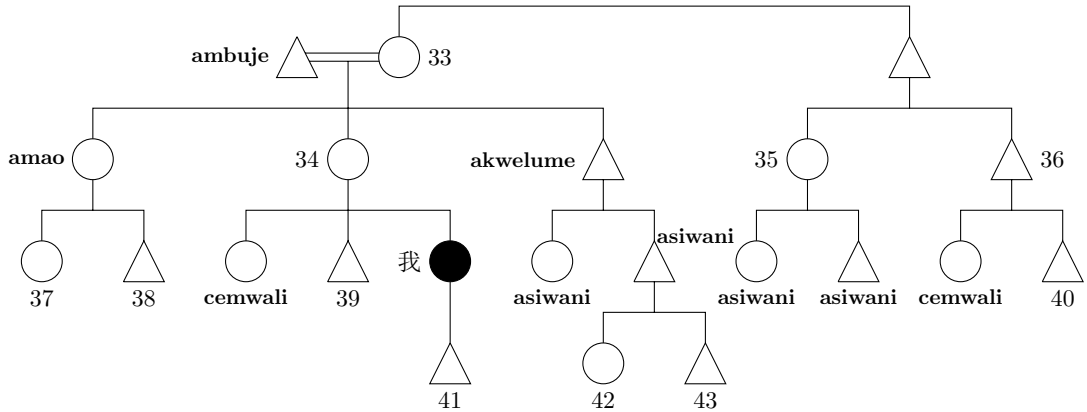 ambuje 33
amao 34 akwelume 35 36
我 asiwani
37 38 cemwali 39 asiwani asiwani asiwani cemwali 40
41 42 43